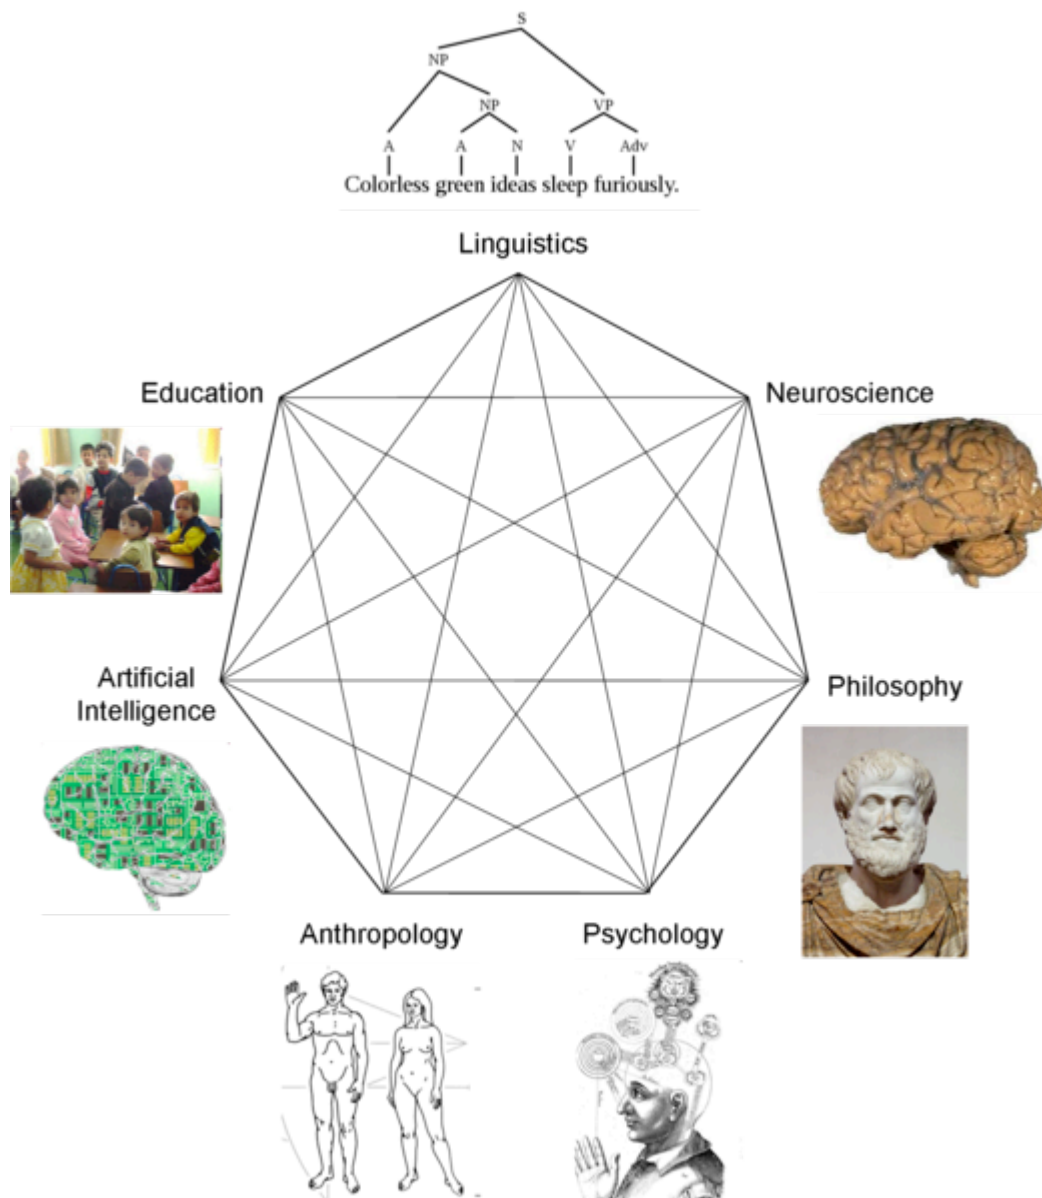 S
NP
NP VP
A A N V Adv
Colorless green ideas sleep furiously.
Linguistics
Education
Neuroscience
Artificial
Intelligence
Philosophy
Anthropology
Psychology